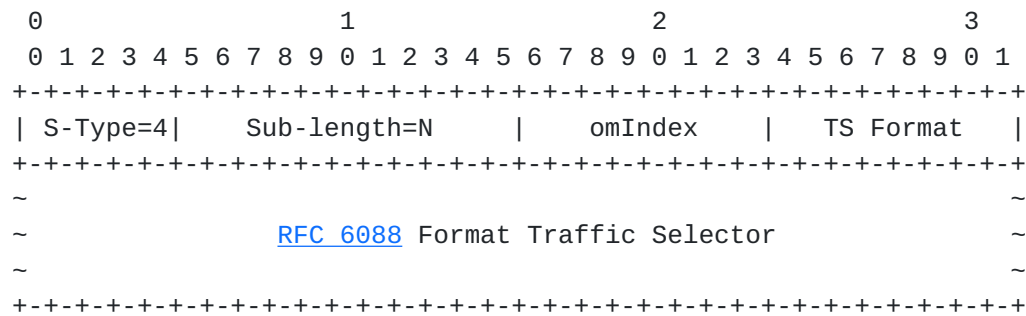 0                   1                   2                   3
 0 1 2 3 4 5 6 7 8 9 0 1 2 3 4 5 6 7 8 9 0 1 2 3 4 5 6 7 8 9 0 1
+-+-+-+-+-+-+-+-+-+-+-+-+-+-+-+-+-+-+-+-+-+-+-+-+-+-+-+-+-+-+-+-+
| S-Type=4|    Sub-length=N     |    omIndex    |   TS Format   |
+-+-+-+-+-+-+-+-+-+-+-+-+-+-+-+-+-+-+-+-+-+-+-+-+-+-+-+-+-+-+-+-+
~                                                               ~
~                RFC 6088 Format Traffic Selector               ~
~                                                               ~
+-+-+-+-+-+-+-+-+-+-+-+-+-+-+-+-+-+-+-+-+-+-+-+-+-+-+-+-+-+-+-+-+